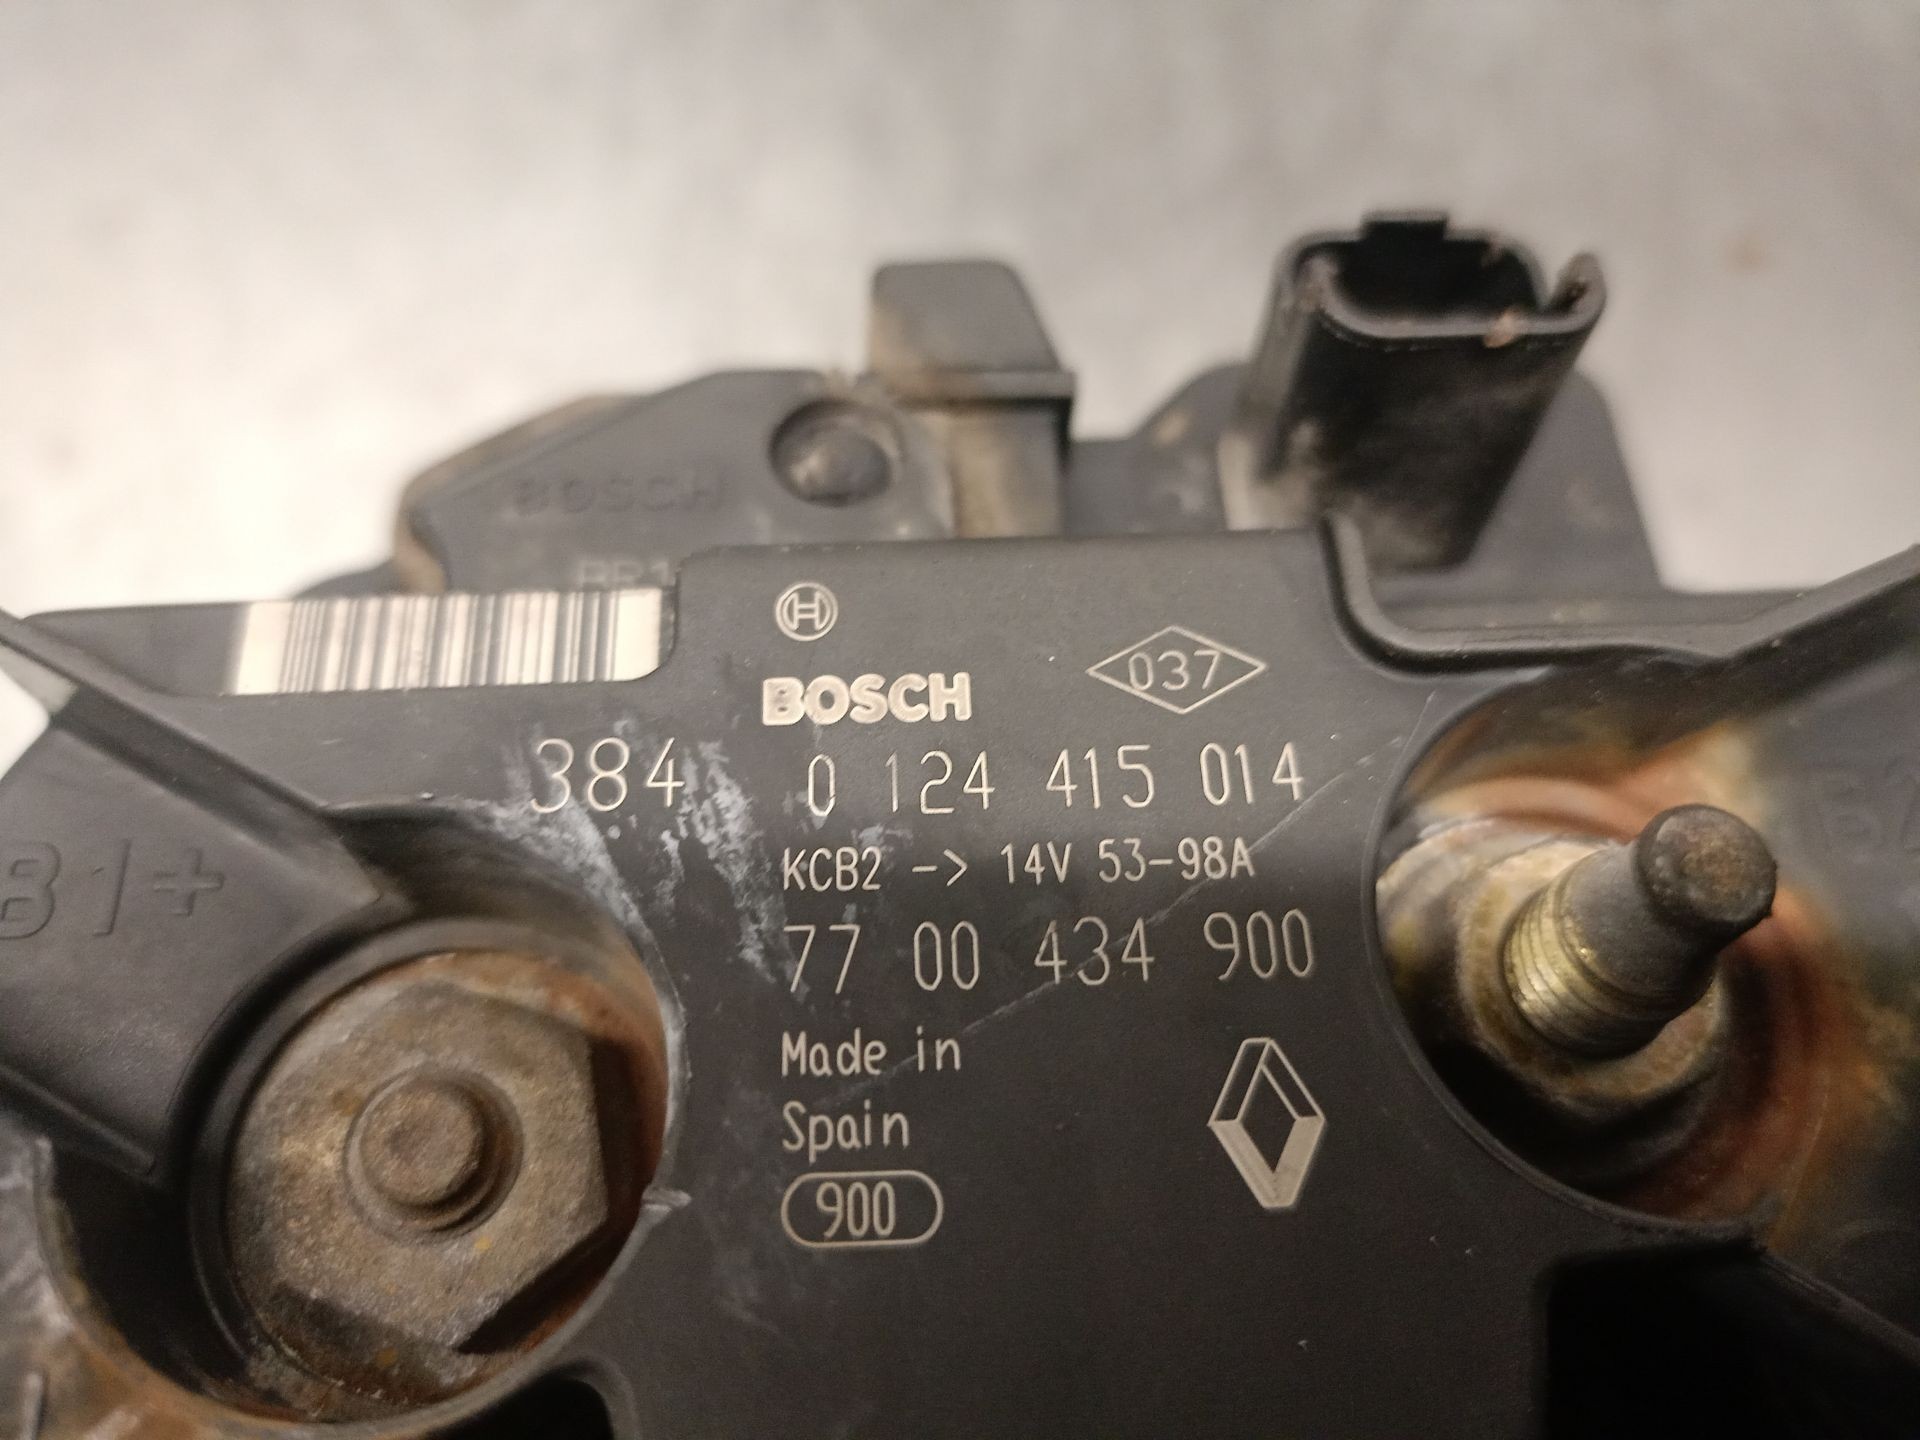 BOSCH
BOSCH
037
384 0 124 415 014
KCB2 -> 14V 53-98A
77 00 434 900
B1+
Made in
Spain
900